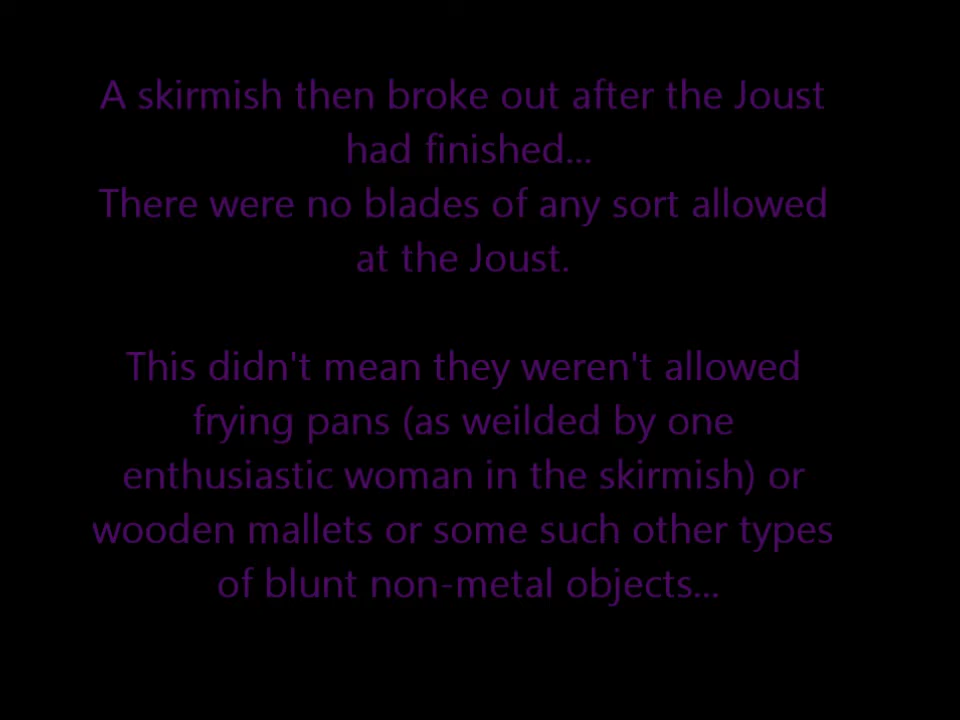 A skirmish then broke out after the Joust
had finished...
There were no blades of any sort allowed
at the Joust.
This didn't mean they weren't allowed
frying pans (as weilded by one
enthusiastic woman in the skirmish) or
wooden mallets or some such other types
of blunt non-metal objects...